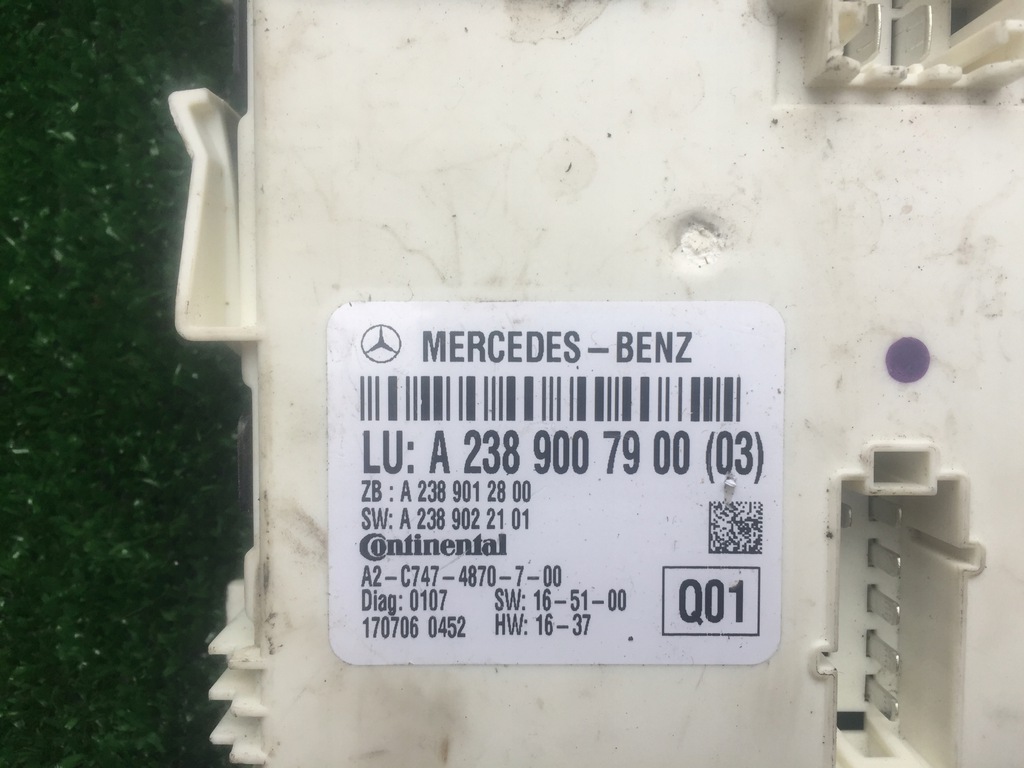 MERCEDES-BENZ
LU: A 238 900 79 00 (03)
ZB : A 238 901 28 00
SW: A 238 902 21 01
Continental
A2-C747-4870-7-00
Diag: 0107 SW: 16-51-00
170706 0452 HW: 16-37
Q01